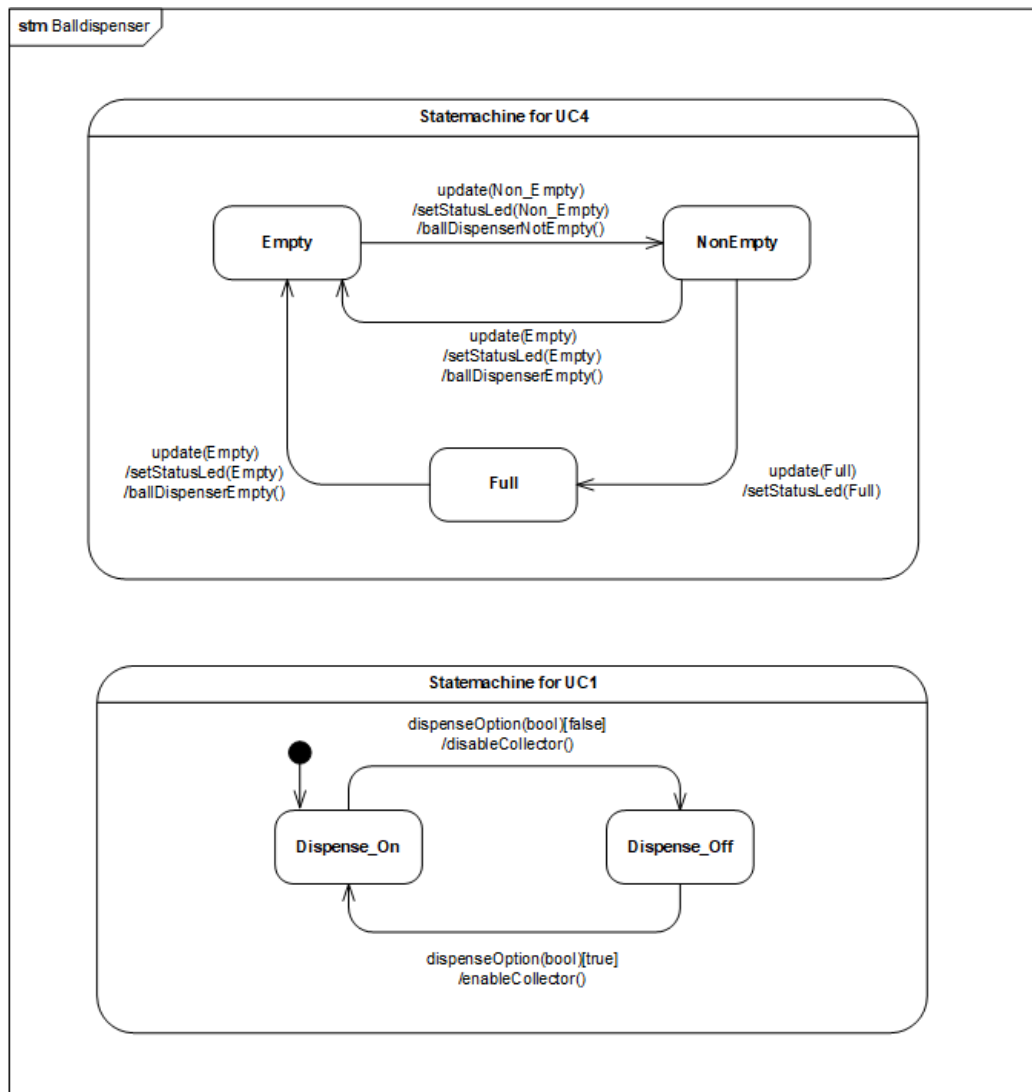 stm Balldispenser
Statemachine for UC4
update(Non_Empty)
/setStatusLed(Non_Empty)
/ballDispenserNotEmpty()
Empty
NonEmpty
update(Empty)
/setStatusLed(Empty)
/ballDispenserEmpty()
update(Empty)
/setStatusLed(Empty)
/ballDispenserEmpty()
Full
update(Full)
/setStatusLed(Full)
Statemachine for UC1
dispenseOption(bool)[false]
/disableCollector()
Dispense_On
Dispense_Off
dispenseOption(bool)[true]
/enableCollector()